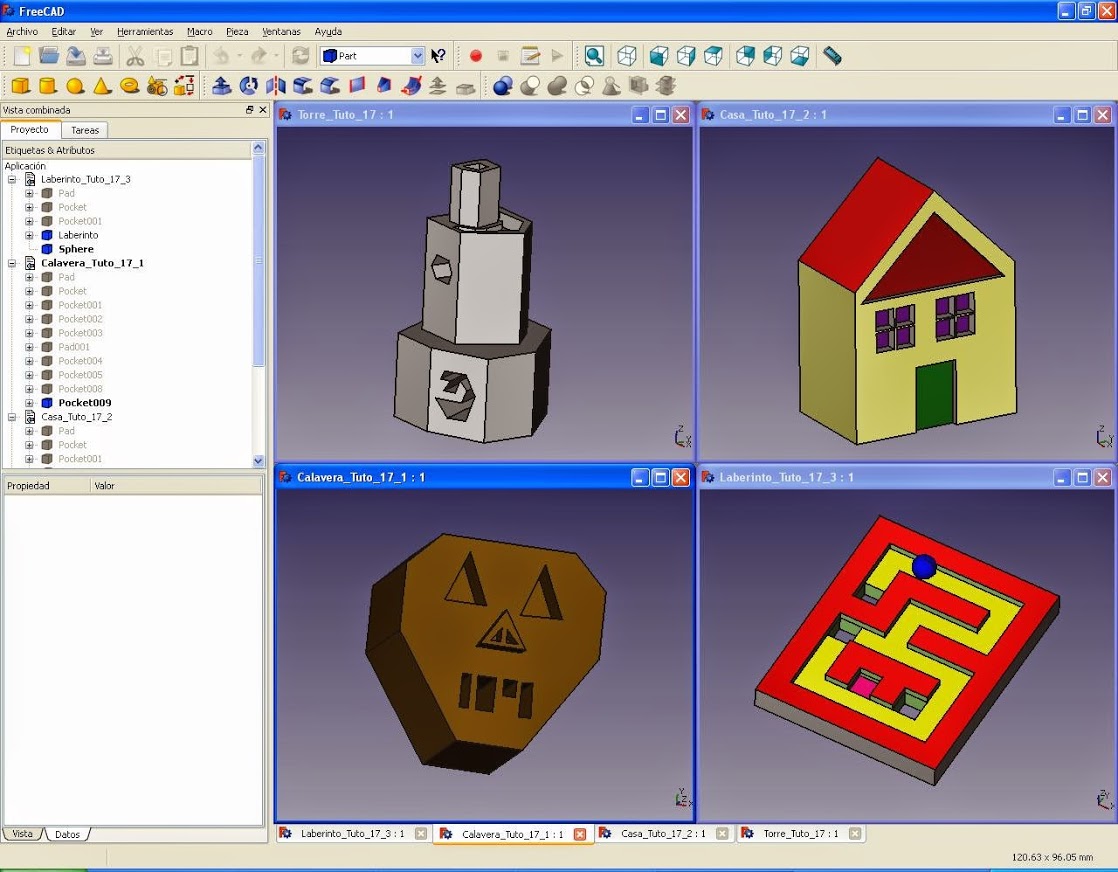 FreeCAD
Archivo Editar Ver Herramientas Macro Pieza Ventanas Ayuda
Part
Vista combinada
Proyecto Tareas
Etiquetas & Atributos
Aplicación
Laberinto_Tuto_17_3
Pad
Pocket
Pocket001
Laberinto
Sphere
Calavera_Tuto_17_1
Pad
Pocket
Pocket001
Pocket002
Pocket003
Pad001
Pocket004
Pocket005
Pocket008
Pocket009
Casa_Tuto_17_2
Pad
Pocket
Pocket001
Propiedad Valor
Vista Datos
Torre_Tuto_17 : 1
Casa_Tuto_17_2 : 1
Calavera_Tuto_17_1 : 1
Laberinto_Tuto_17_3 : 1
Laberinto_Tuto_17_3 : 1 Calavera_Tuto_17_1 : 1 Casa_Tuto_17_2 : 1 Torre_Tuto_17 : 1
120.63 x 96.05 mm